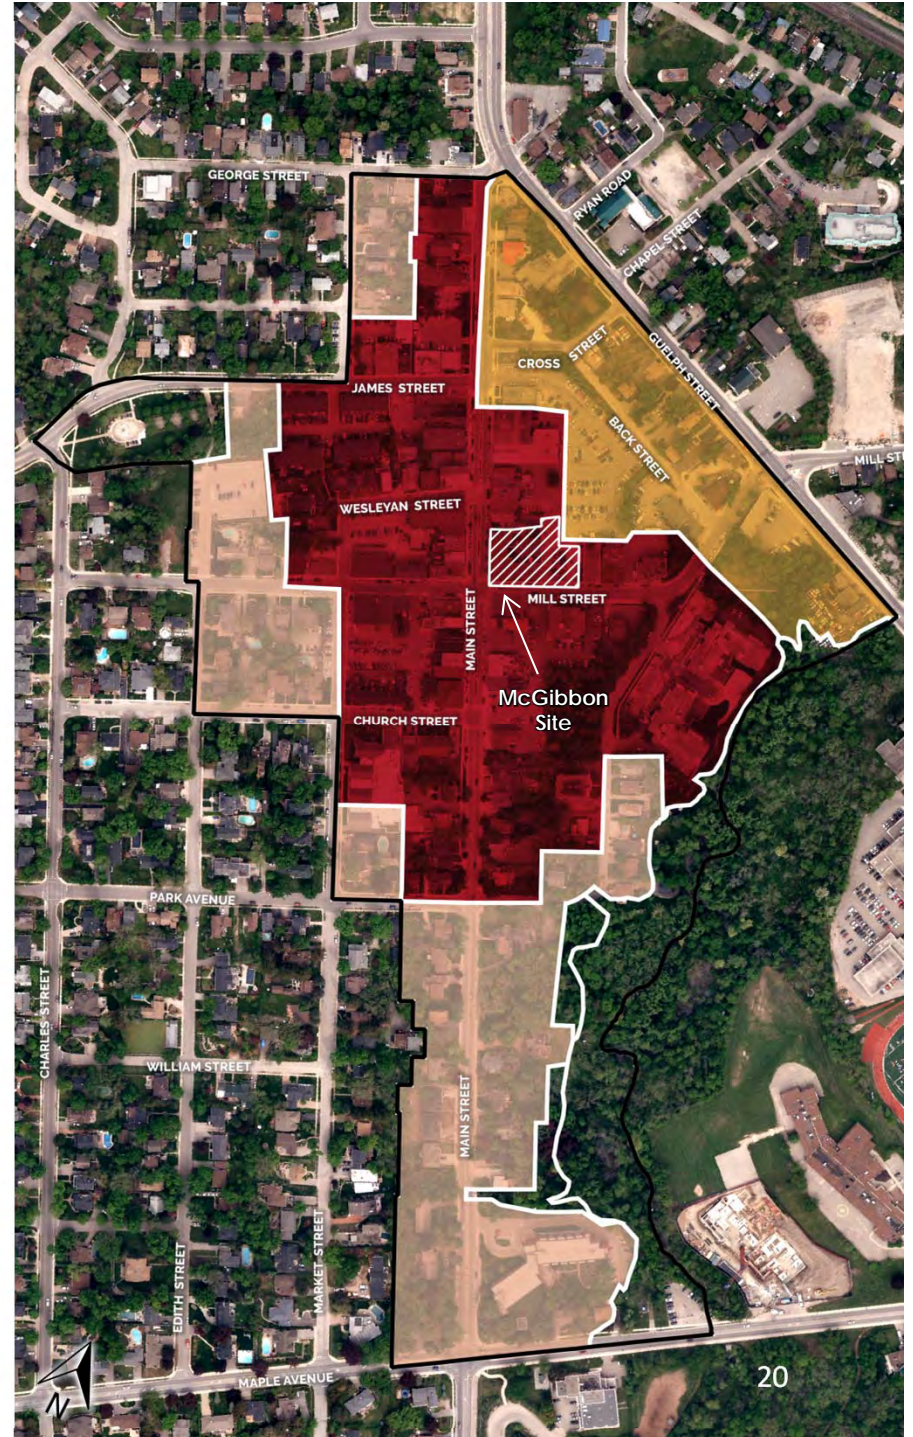 GEORGE STREET
RYAN ROAD
CHAPEL STREET
GUELPH STREET
CROSS STREET
JAMES STREET
BACK STREET
MILL ST
WESLEYAN STREET
MAIN STREET
MILL STREET
McGibbon
Site
CHURCH STREET
PARK AVENUE
CHARLES STREET
WILLIAM STREET
MAIN STREET
EDITH STREET
MARKET STREET
MAPLE AVENUE
N
20